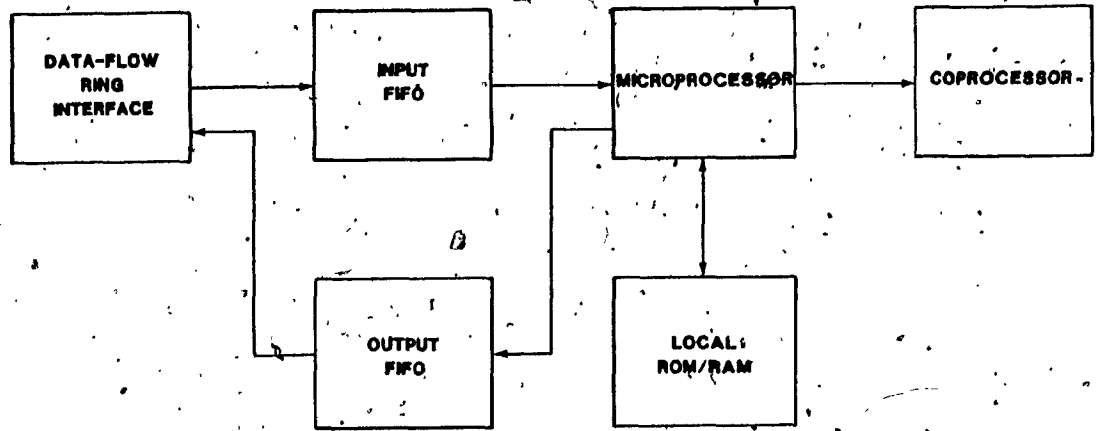 DATA-FLOW
RING
INTERFACE
INPUT
FIFO
MICROPROCESSOR
COPROCESSOR
OUTPUT
FIFO
LOCAL
ROM/RAM